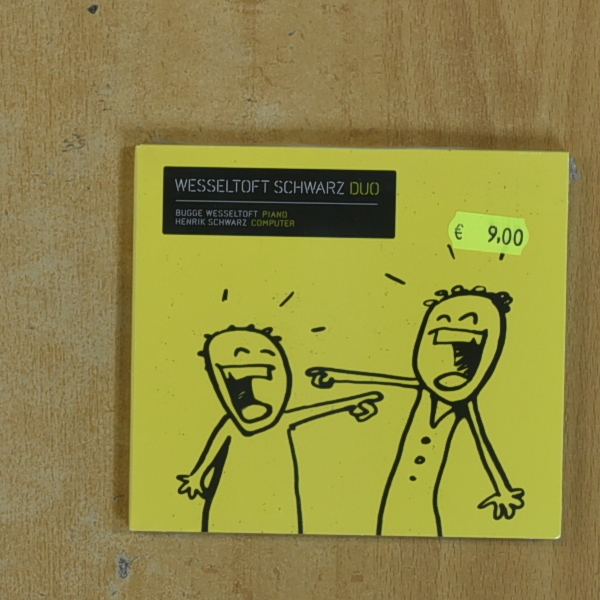 WESSELTOFT SCHWARZ DUO
BUGGE WESSELTOFT PIANO
HENRIK SCHWARZ COMPUTER
€ 9,00